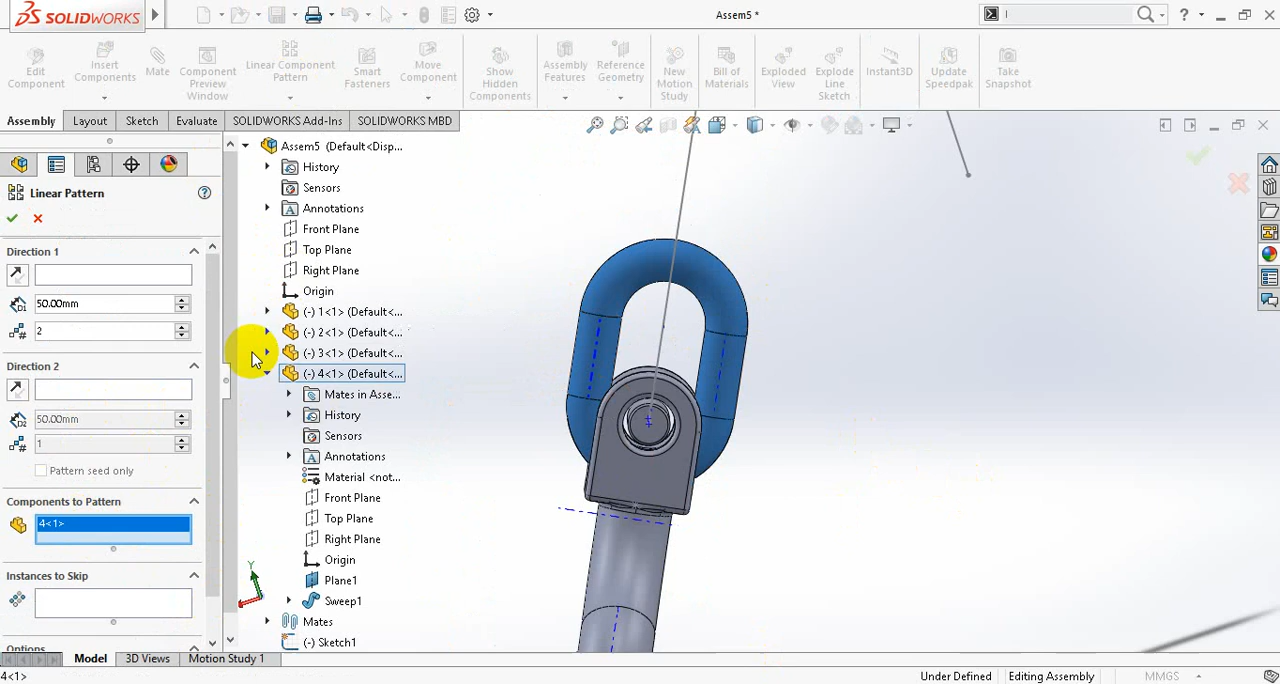 SOLIDWORKS
Assem5 *
Edit Component
Insert Components
Mate
Component Preview Window
Linear Component Pattern
Smart Fasteners
Move Component
Show Hidden Components
Assembly Features
Reference Geometry
New Motion Study
Bill of Materials
Exploded View
Explode Line Sketch
Instant3D
Update Speedpak
Take Snapshot
Assembly
Layout
Sketch
Evaluate
SOLIDWORKS Add-Ins
SOLIDWORKS MBD
Linear Pattern
Direction 1
50.00mm
2
Direction 2
50.00mm
1
Pattern seed only
Components to Pattern
4<1>
Instances to Skip
Options
Assem5 (Default<Disp...
History
Sensors
Annotations
Front Plane
Top Plane
Right Plane
Origin
(-) 1<1> (Default<...
(-) 2<1> (Default<...
(-) 3<1> (Default<...
(-) 4<1> (Default<...
Mates in Asse...
History
Sensors
Annotations
Material <not...
Front Plane
Top Plane
Right Plane
Origin
Plane1
Sweep1
Mates
(-) Sketch1
Y
Model
3D Views
Motion Study 1
4<1>
Under Defined
Editing Assembly
MMGS